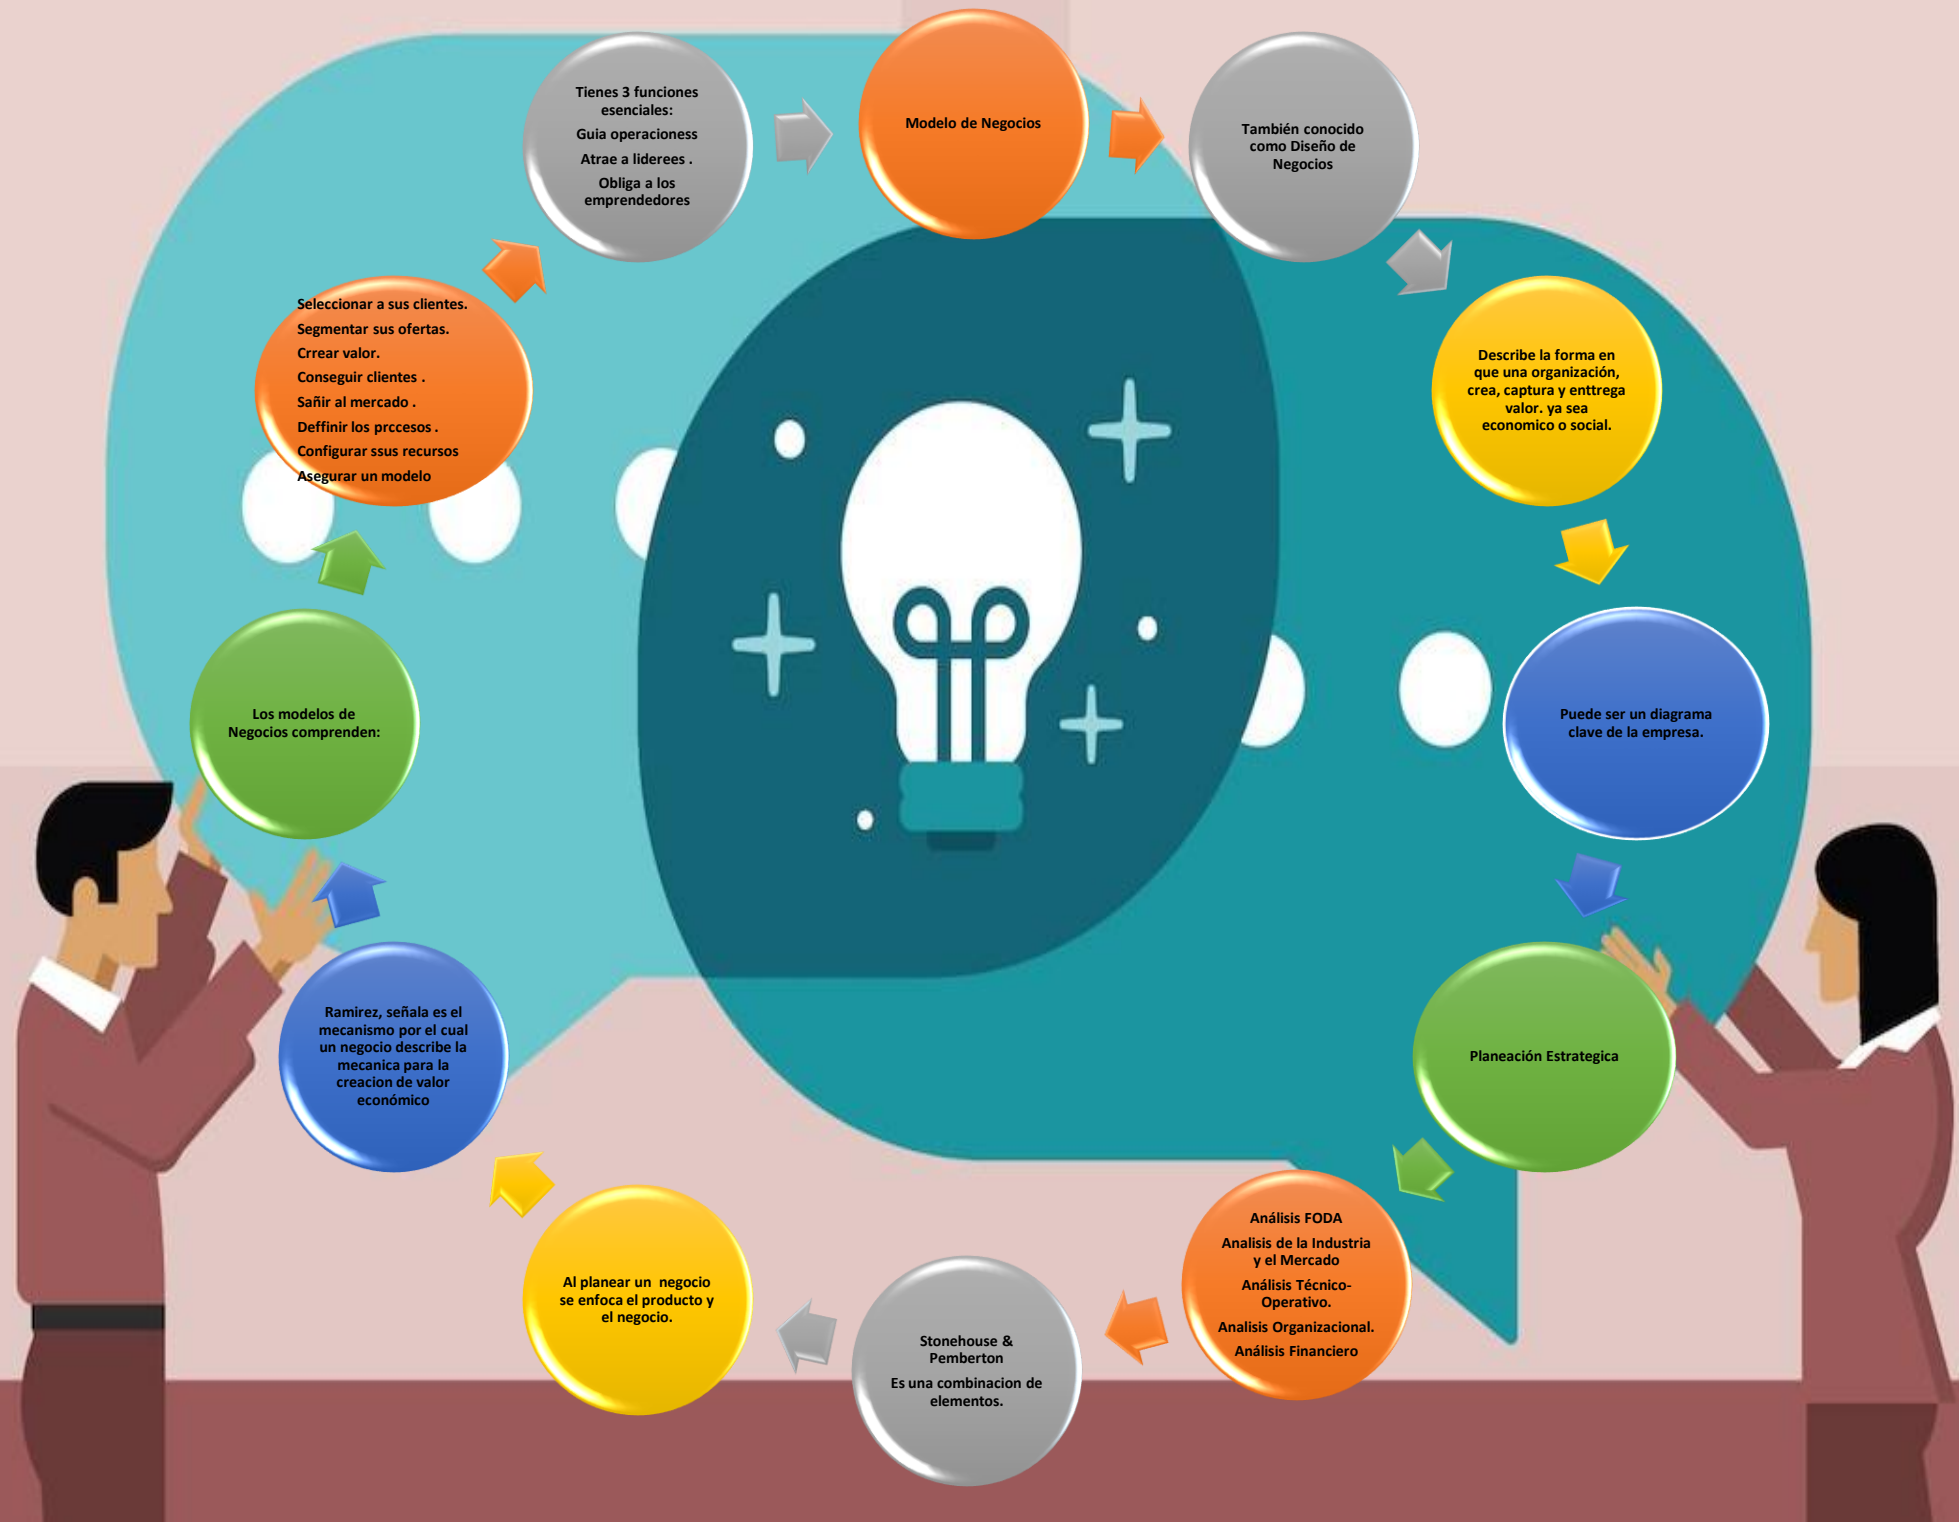 Modelo de Negocios
También conocido
como Diseño de
Negocios
Describe la forma en
que una organización,
crea, captura y enttrega
valor. ya sea
economico o social.
Puede ser un diagrama
clave de la empresa.
Planeación Estrategica
Análisis FODA
Analisis de la Industria
y el Mercado
Análisis Técnico-
Operativo.
Analisis Organizacional.
Análisis Financiero
Stonehouse &
Pemberton
Es una combinacion de
elementos.
Al planear un negocio
se enfoca el producto y
el negocio.
Ramirez, señala es el
mecanismo por el cual
un negocio describe la
mecanica para la
creacion de valor
económico
Los modelos de
Negocios comprenden:
Seleccionar a sus clientes.
Segmentar sus ofertas.
Crrear valor.
Conseguir clientes .
Sañir al mercado .
Deffinir los prccesos .
Configurar ssus recursos
Asegurar un modelo
Tienes 3 funciones
esenciales:
Guia operacioness
Atrae a liderees .
Obliga a los
emprendedores